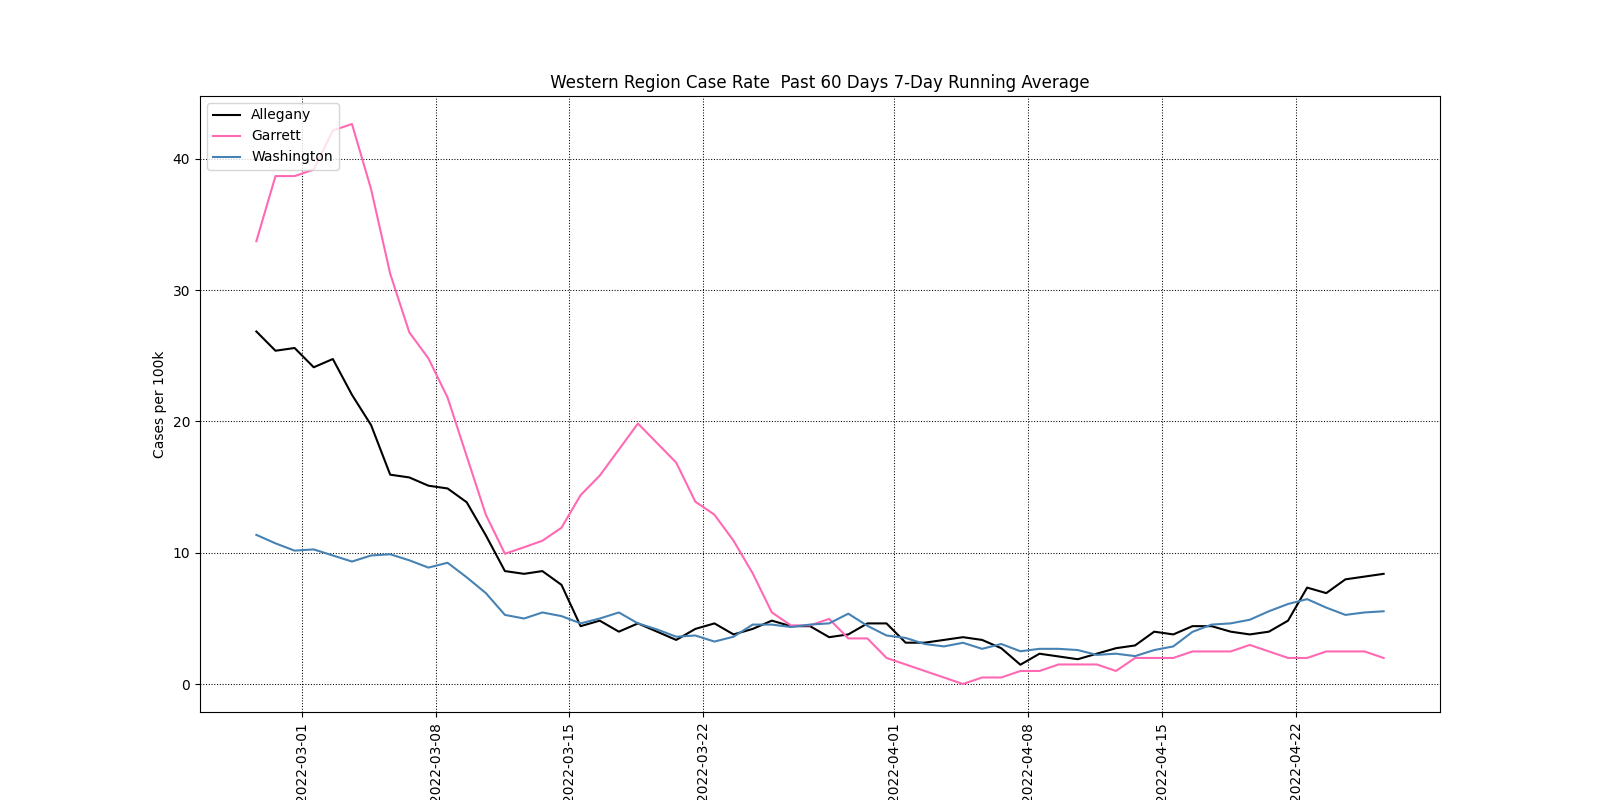 Western Region Case Rate  Past 60 Days 7-Day Running Average
Allegany
Garrett
Washington
Cases per 100k
40
30
20
10
0
2022-03-01
2022-03-08
2022-03-15
2022-03-22
2022-04-01
2022-04-08
2022-04-15
2022-04-22